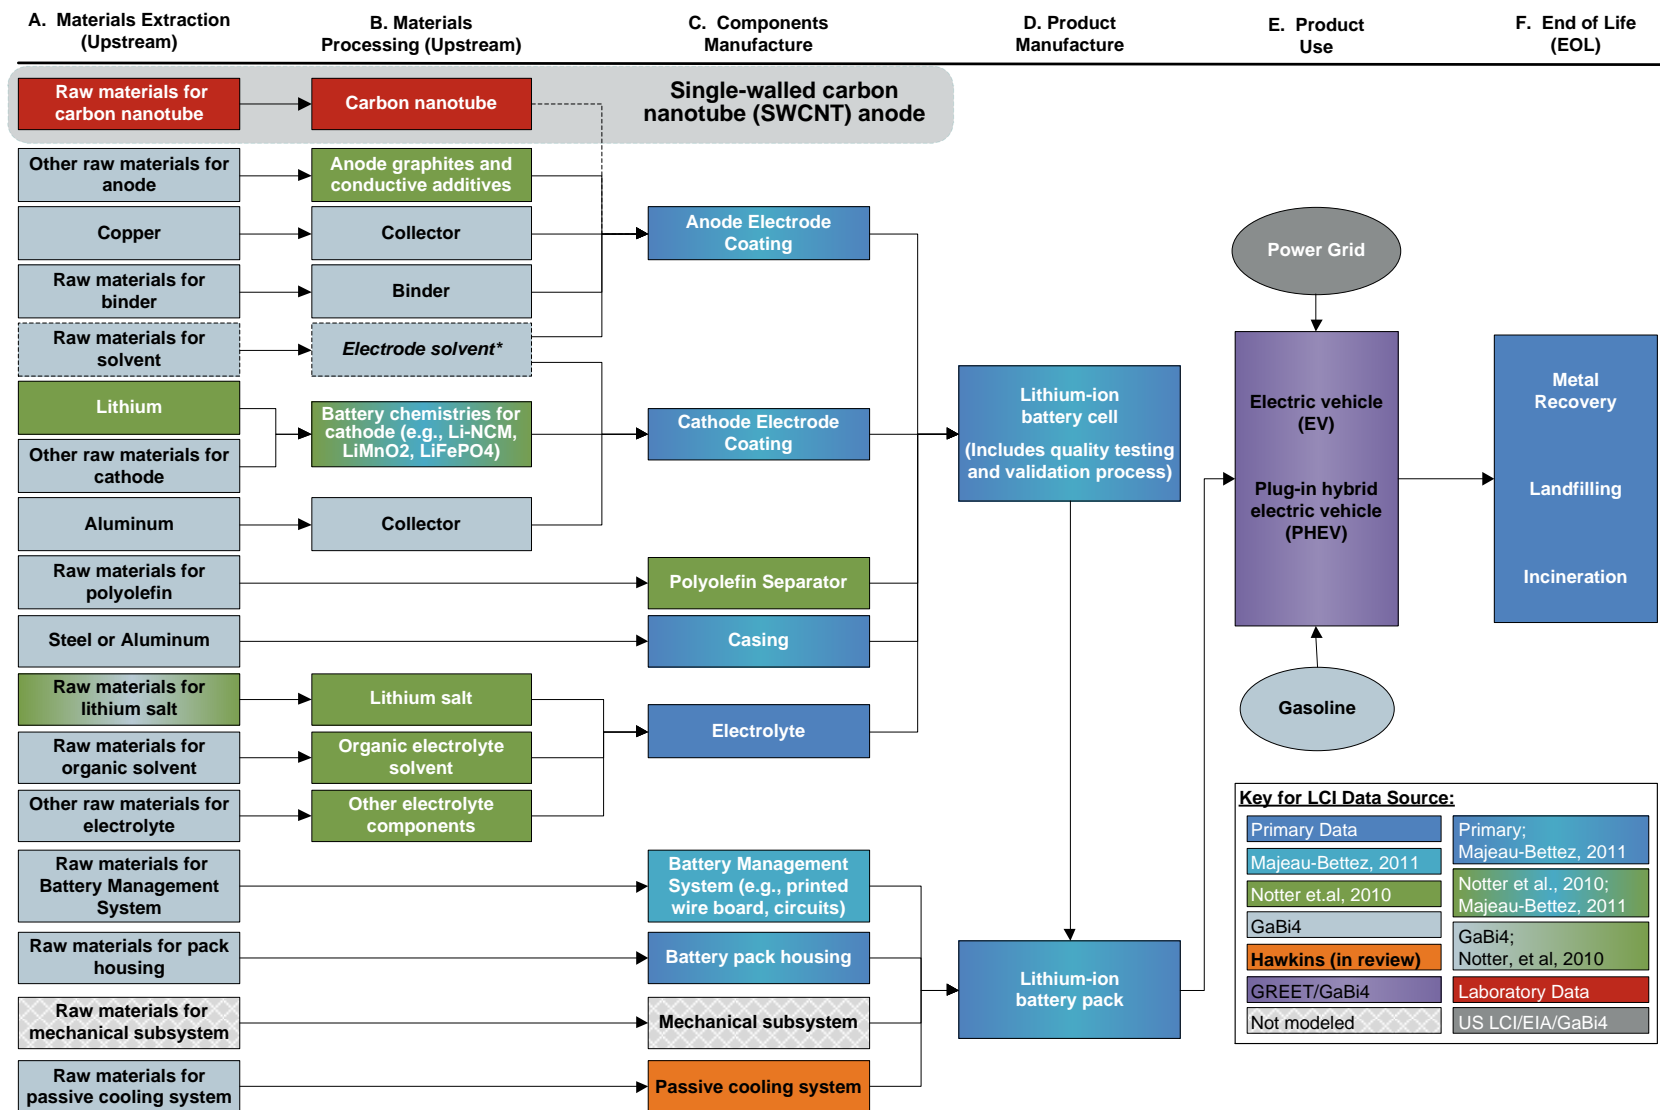 A.  Materials Extraction
(Upstream)
B. Materials
Processing (Upstream)
C.  Components
Manufacture
D. Product
Manufacture
E.  Product
Use
F.  End of Life
(EOL)
Raw materials for
carbon nanotube
Carbon nanotube
Single-walled carbon
nanotube (SWCNT) anode
Other raw materials for
anode
Anode graphites and
conductive additives
Copper
Collector
Anode Electrode
Coating
Raw materials for
binder
Binder
Raw materials for
solvent
Electrode solvent*
Lithium
Battery chemistries for
cathode (e.g., Li-NCM,
LiMnO2, LiFePO4)
Cathode Electrode
Coating
Other raw materials for
cathode
Aluminum
Collector
Raw materials for
polyolefin
Polyolefin Separator
Steel or Aluminum
Casing
Raw materials for
lithium salt
Lithium salt
Raw materials for
organic solvent
Organic electrolyte
solvent
Electrolyte
Other raw materials for
electrolyte
Other electrolyte
components
Raw materials for
Battery Management
System
Battery Management
System (e.g., printed
wire board, circuits)
Raw materials for pack
housing
Battery pack housing
Raw materials for
mechanical subsystem
Mechanical subsystem
Raw materials for
passive cooling system
Passive cooling system
Lithium-ion
battery cell
(Includes quality testing
and validation process)
Lithium-ion
battery pack
Power Grid
Electric vehicle
(EV)
Plug-in hybrid
electric vehicle
(PHEV)
Gasoline
Metal
Recovery
Landfilling
Incineration
Key for LCI Data Source:
Primary Data
Majeau-Bettez, 2011
Notter et.al, 2010
GaBi4
Hawkins (in review)
GREET/GaBi4
Not modeled
Primary;
Majeau-Bettez, 2011
Notter et al., 2010;
Majeau-Bettez, 2011
GaBi4;
Notter, et al, 2010
Laboratory Data
US LCI/EIA/GaBi4